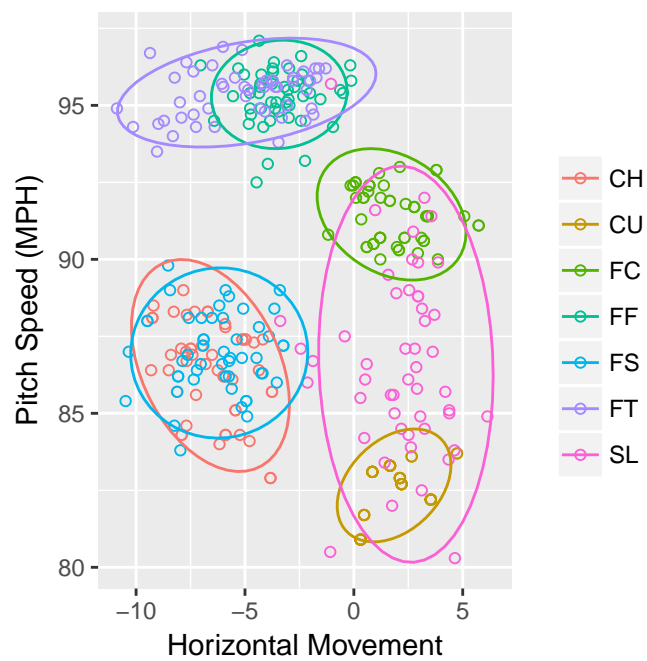 95
90
85
80
−10
−5
0
5
Pitch Speed (MPH)
Horizontal Movement
CH
CU
FC
FF
FS
FT
SL